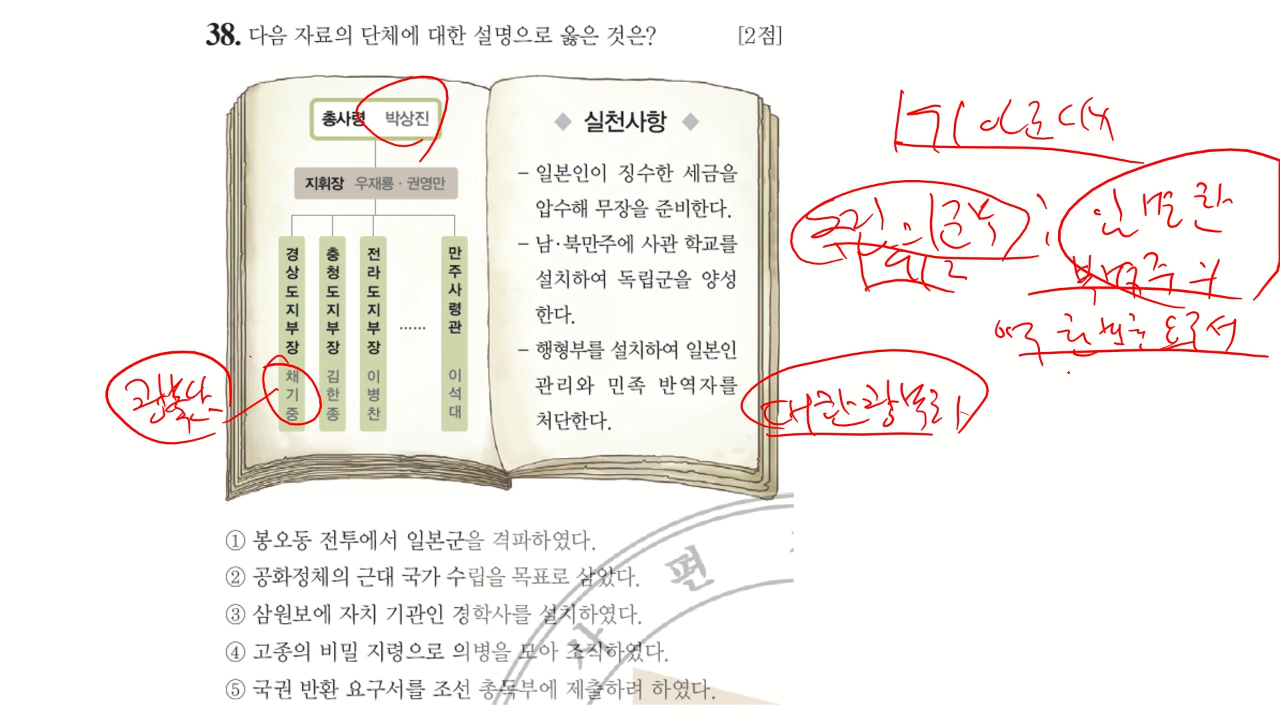 38. 다음 자료의 단체에 대한 설명으로 옳은 것은? [2점]
총사령 박상진
지휘장 우재룡·권영만
경상도지부장 채기중
충청도지부장 김한종
전라도지부장 이병찬
......
만주사령관 이석대
◆ 실천사항 ◆
- 일본인이 징수한 세금을
압수해 무장을 준비한다.
- 남·북만주에 사관 학교를
설치하여 독립군을 양성
한다.
- 행형부를 설치하여 일본인
관리와 민족 반역자를
처단한다.
대한광복회
① 봉오동 전투에서 일본군을 격파하였다.
② 공화정체의 근대 국가 수립을 목표로 삼았다.
③ 삼원보에 자치 기관인 경학사를 설치하였다.
④ 고종의 비밀 지령으로 의병을 모아 조직하였다.
⑤ 국권 반환 요구서를 조선 총독부에 제출하려 하였다.
사 편